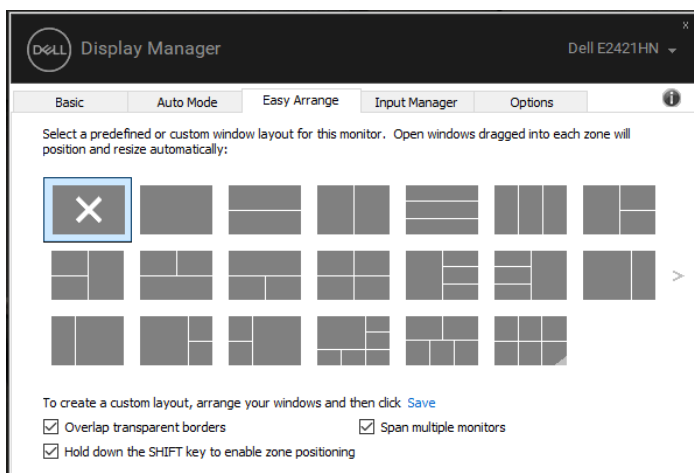 x
DELL Display Manager Dell E2421HN
Basic Auto Mode Easy Arrange Input Manager Options i
Select a predefined or custom window layout for this monitor. Open windows dragged into each zone will
position and resize automatically:
>
To create a custom layout, arrange your windows and then click Save
Overlap transparent borders Span multiple monitors
Hold down the SHIFT key to enable zone positioning